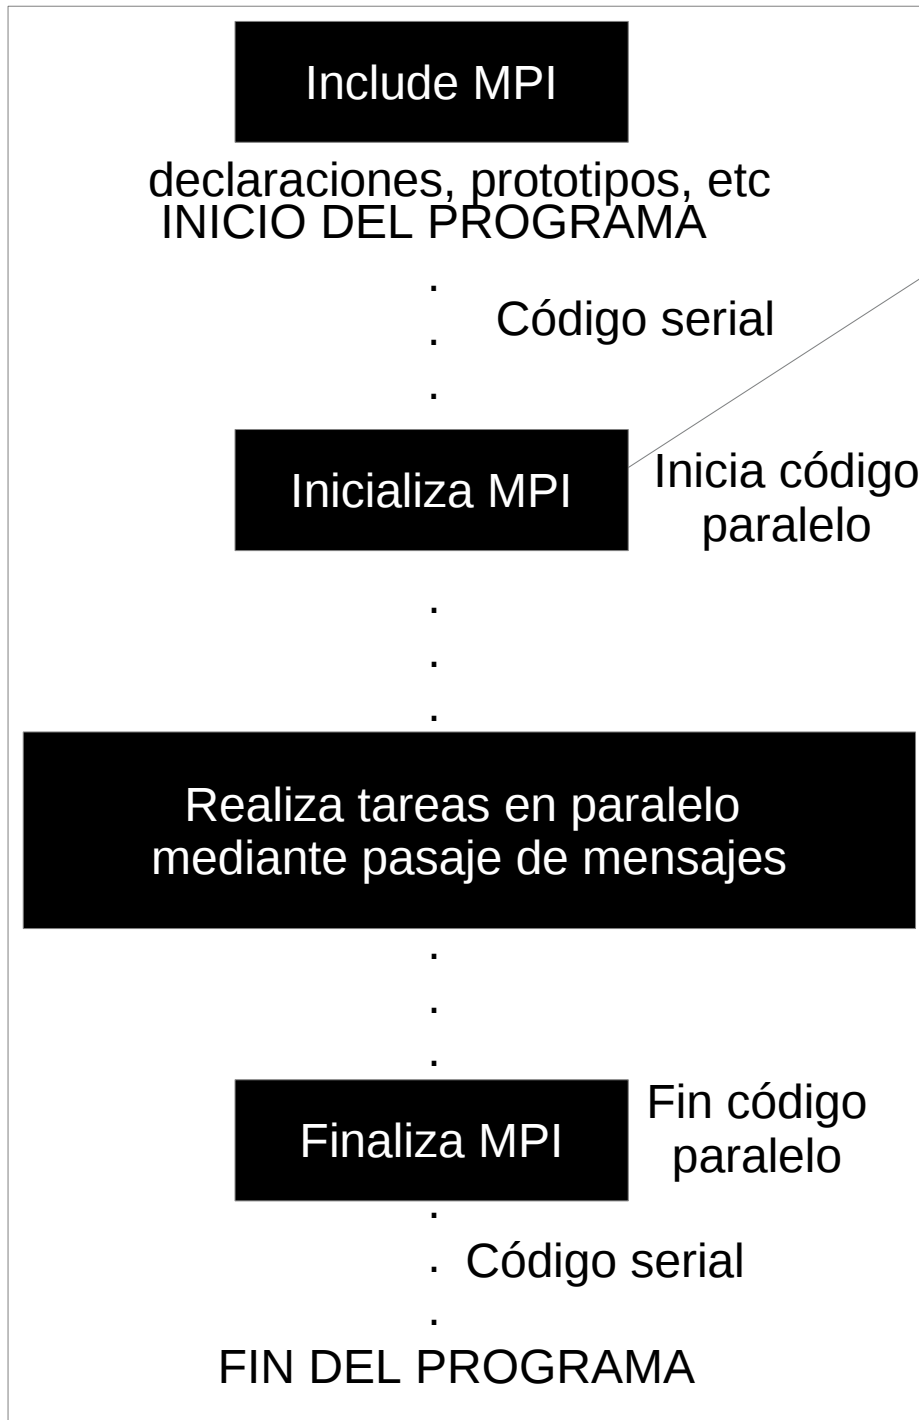 Include MPI
declaraciones, prototipos, etc
INICIO DEL PROGRAMA
.
. Código serial
.
Inicializa MPI
Inicia código
paralelo
.
.
.
Realiza tareas en paralelo
mediante pasaje de mensajes
.
.
.
Finaliza MPI
Fin código
paralelo
.
. Código serial
.
FIN DEL PROGRAMA